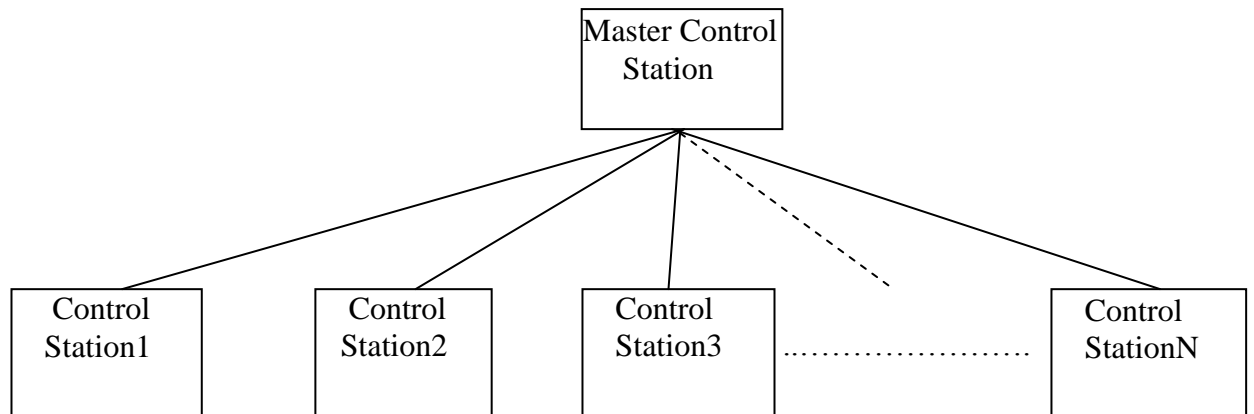 Master Control
Station
Control
Station1
Control
Station2
Control
Station3
Control
StationN